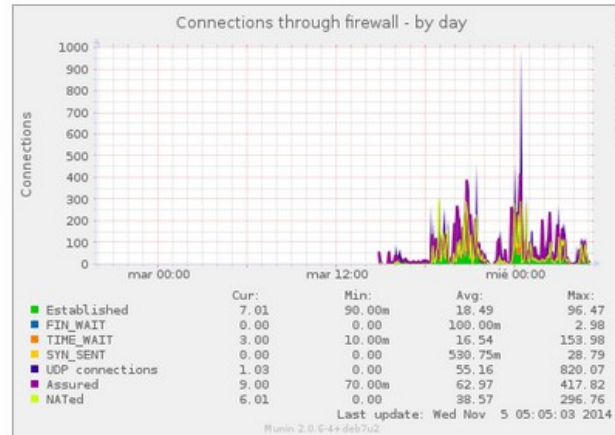 Connections through firewall - by day
1000
900
800
700
600
500
400
300
200
100
0
Connections
mar 00:00 mar 12:00 mié 00:00
Cur: Min: Avg: Max:
Established 7.01 90.00m 18.49 96.47
FIN_WAIT 0.00 0.00 100.00m 2.98
TIME_WAIT 3.00 10.00m 16.54 153.98
SYN_SENT 0.00 0.00 530.75m 28.79
UDP connections 1.03 0.00 55.16 820.07
Assured 9.00 70.00m 62.97 417.82
NATed 6.01 0.00 38.57 296.76
Last update: Wed Nov 5 05:05:03 2014
Munin 2.0.6-4+deb7u2